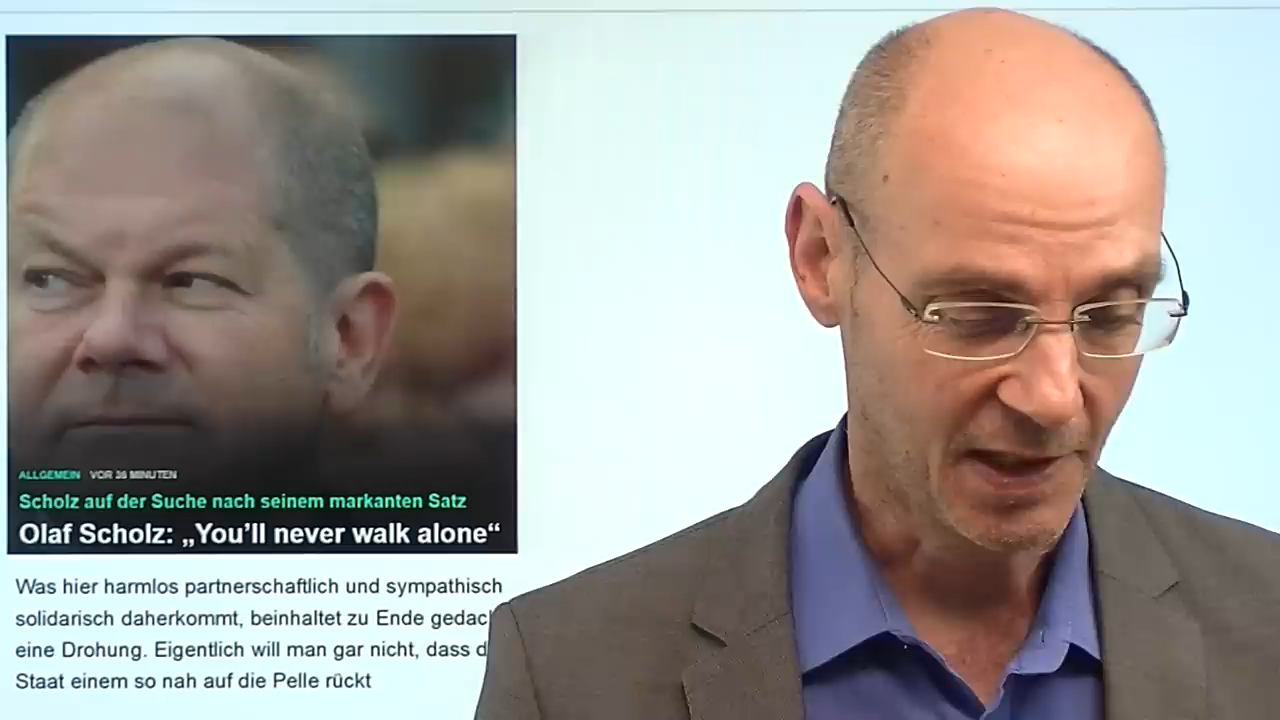 ALLGEMEIN VOR 36 MINUTEN
Scholz auf der Suche nach seinem markanten Satz
Olaf Scholz: „You'll never walk alone“
Was hier harmlos partnerschaftlich und sympathisch
solidarisch daherkommt, beinhaltet zu Ende
eine Drohung. Eigentlich will man gar nicht, dass
Staat einem so nah auf die Pelle rückt